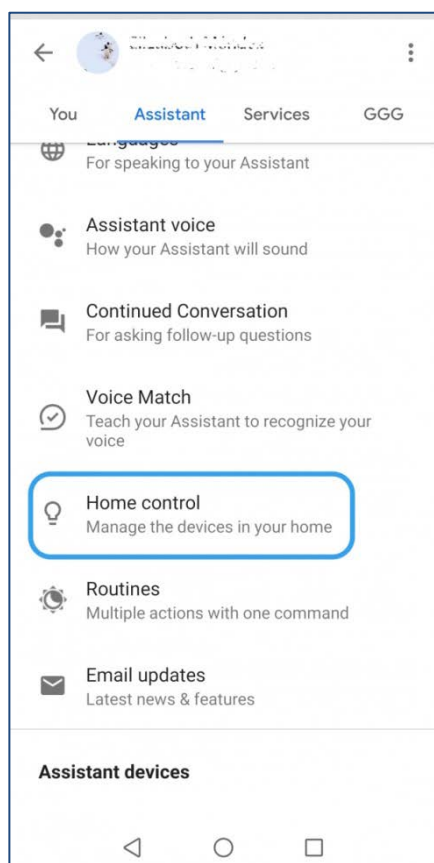 You Assistant Services GGG
Languages
For speaking to your Assistant
Assistant voice
How your Assistant will sound
Continued Conversation
For asking follow-up questions
Voice Match
Teach your Assistant to recognize your
voice
Home control
Manage the devices in your home
Routines
Multiple actions with one command
Email updates
Latest news & features
Assistant devices